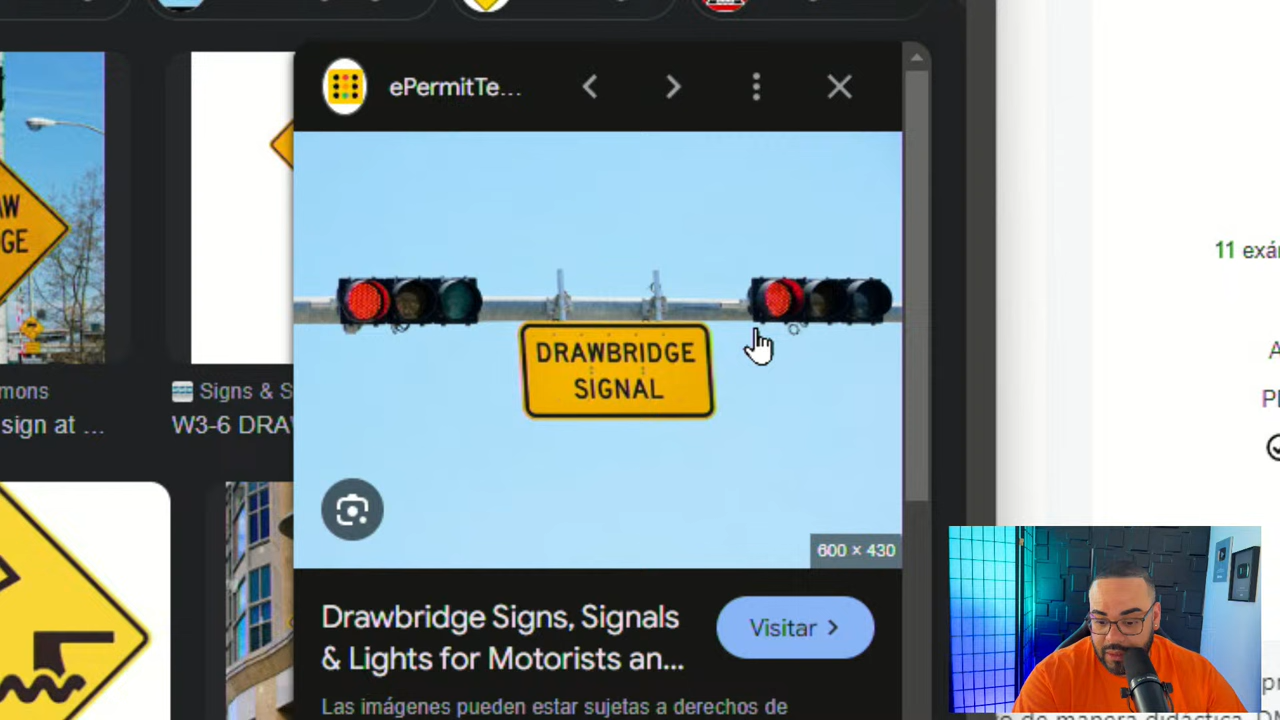 ePermitTe...
AW
GE
DRAWBRIDGE
SIGNAL
11 exá
mons
sign at ...
Signs & S
W3-6 DRA
600 × 430
Drawbridge Signs, Signals
& Lights for Motorists an...
Visitar >
Las imágenes pueden estar sujetas a derechos de